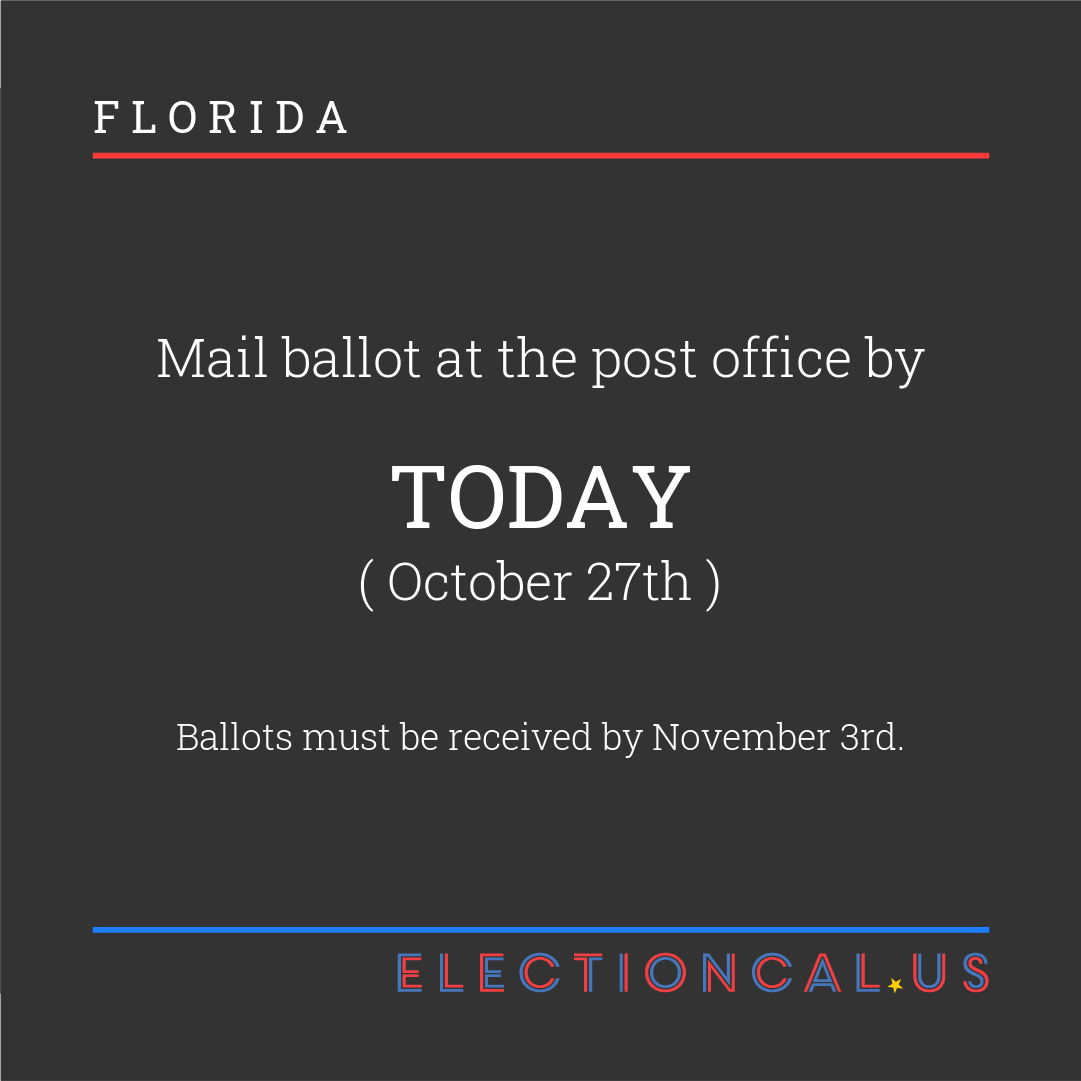 FLORIDA
Mail ballot at the post office by
TODAY
( October 27th )
Ballots must be received by November 3rd.
ELECTIONCAL.US